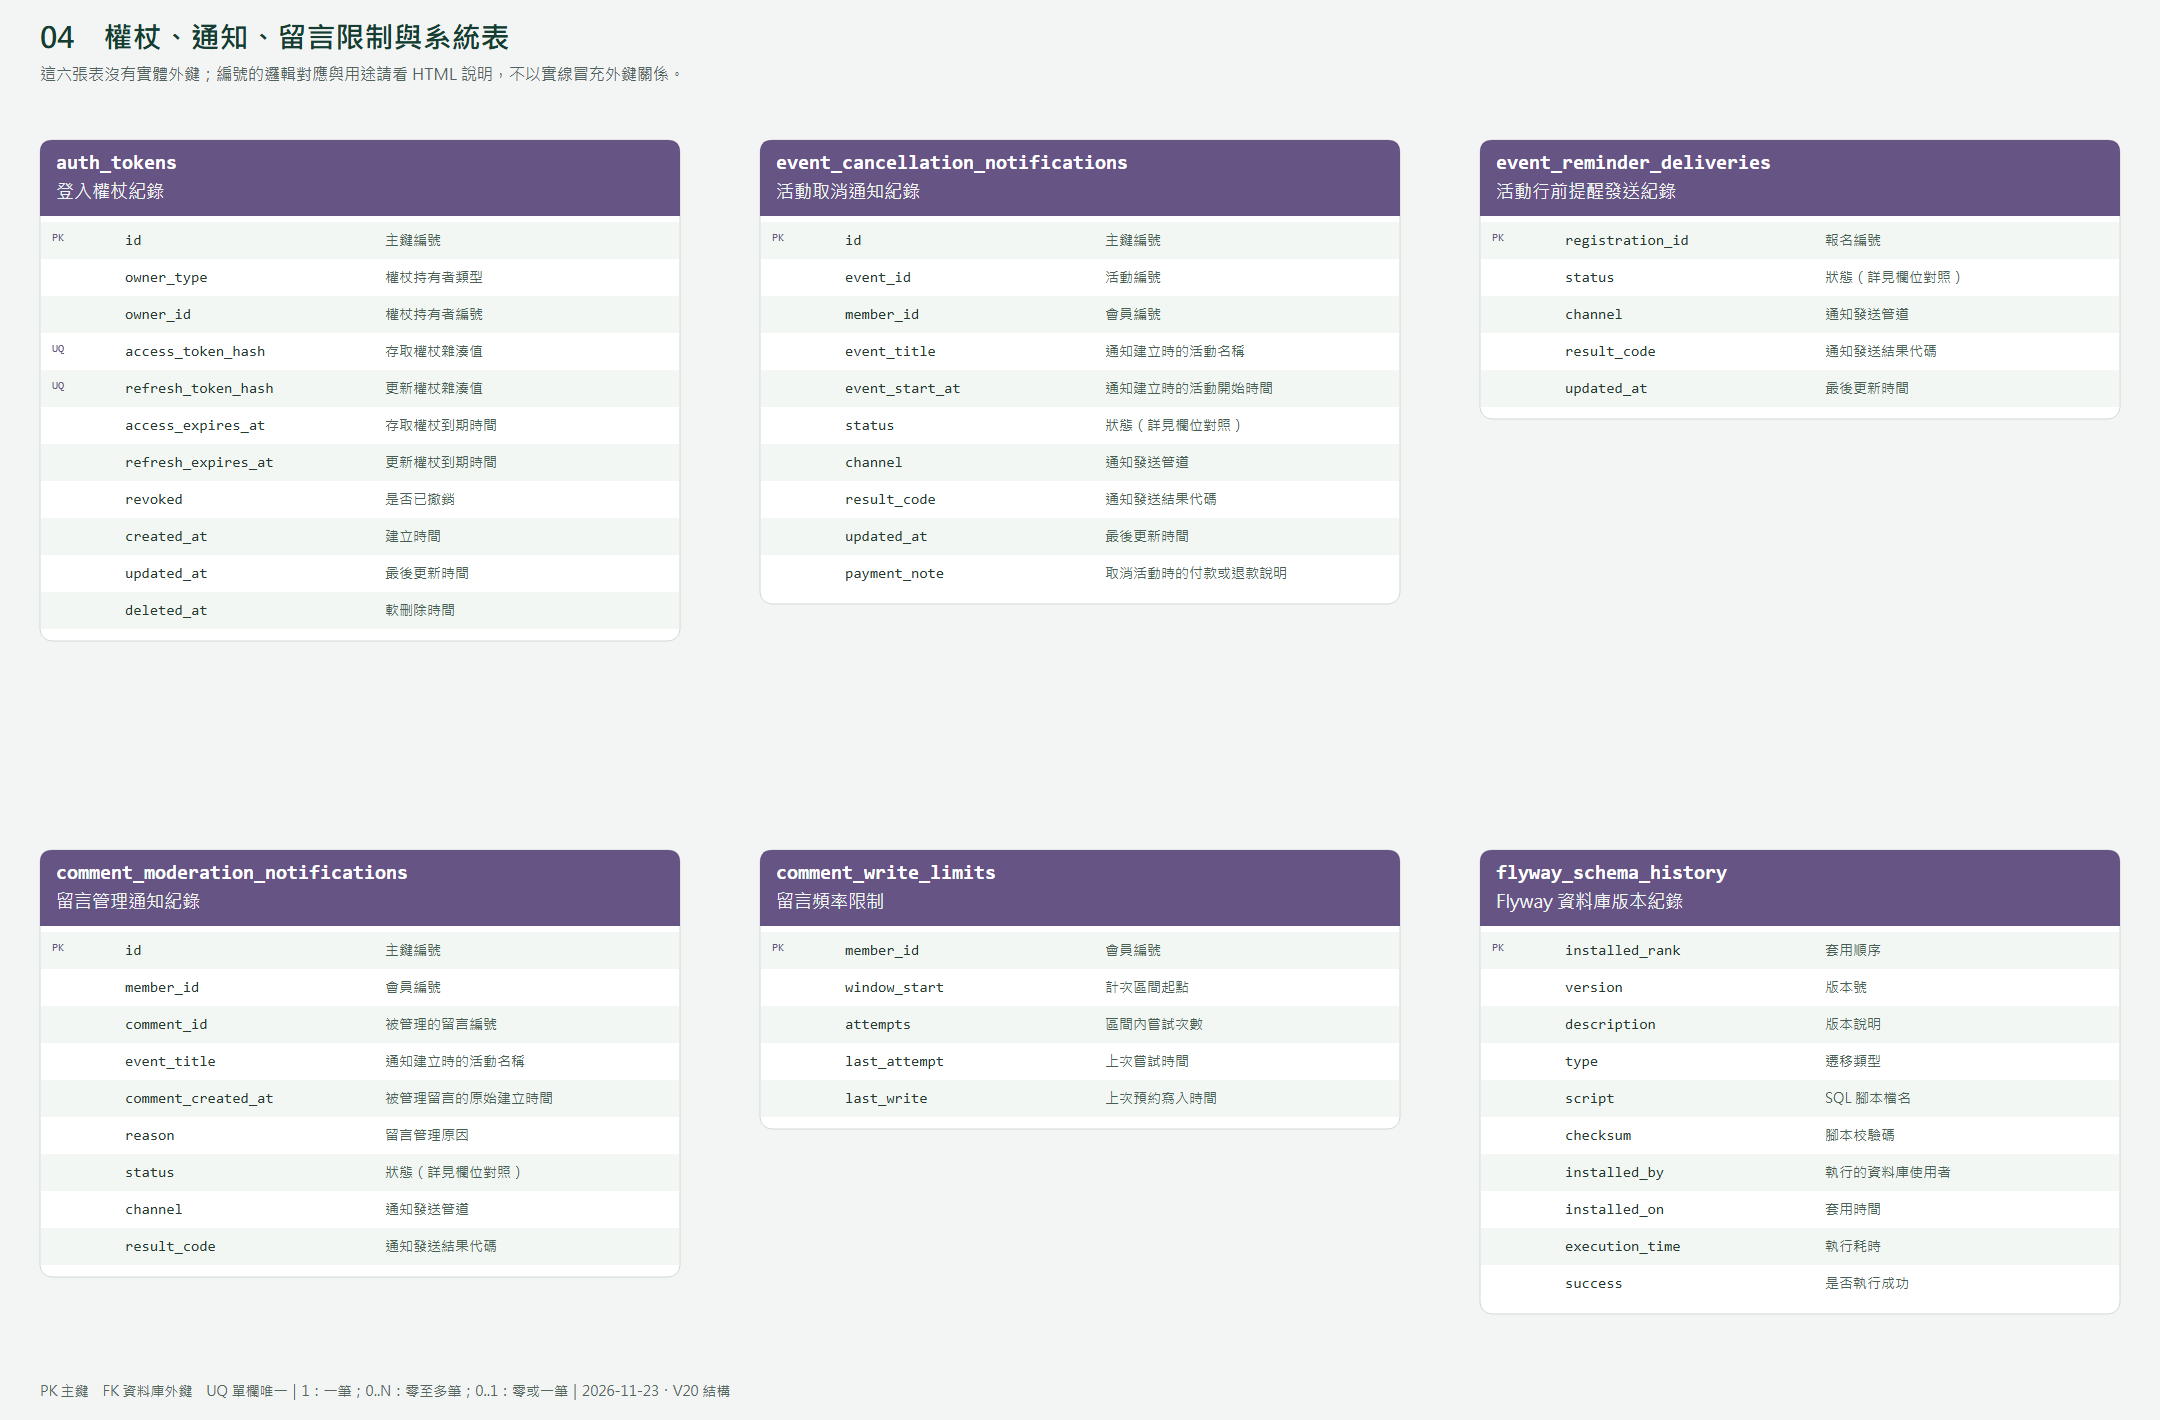 04 權杖、通知、留言限制與系統表
這六張表沒有實體外鍵；編號的邏輯對應與用途請看 HTML 說明，不以實線冒充外鍵關係。
auth_tokens
登入權杖紀錄
PK id 主鍵編號
owner_type 權杖持有者類型
owner_id 權杖持有者編號
UQ access_token_hash 存取權杖雜湊值
UQ refresh_token_hash 更新權杖雜湊值
access_expires_at 存取權杖到期時間
refresh_expires_at 更新權杖到期時間
revoked 是否已撤銷
created_at 建立時間
updated_at 最後更新時間
deleted_at 軟刪除時間
event_cancellation_notifications
活動取消通知紀錄
PK id 主鍵編號
event_id 活動編號
member_id 會員編號
event_title 通知建立時的活動名稱
event_start_at 通知建立時的活動開始時間
status 狀態（詳見欄位對照）
channel 通知發送管道
result_code 通知發送結果代碼
updated_at 最後更新時間
payment_note 取消活動時的付款或退款說明
event_reminder_deliveries
活動行前提醒發送紀錄
PK registration_id 報名編號
status 狀態（詳見欄位對照）
channel 通知發送管道
result_code 通知發送結果代碼
updated_at 最後更新時間
comment_moderation_notifications
留言管理通知紀錄
PK id 主鍵編號
member_id 會員編號
comment_id 被管理的留言編號
event_title 通知建立時的活動名稱
comment_created_at 被管理留言的原始建立時間
reason 留言管理原因
status 狀態（詳見欄位對照）
channel 通知發送管道
result_code 通知發送結果代碼
comment_write_limits
留言頻率限制
PK member_id 會員編號
window_start 計次區間起點
attempts 區間內嘗試次數
last_attempt 上次嘗試時間
last_write 上次預約寫入時間
flyway_schema_history
Flyway 資料庫版本紀錄
PK installed_rank 套用順序
version 版本號
description 版本說明
type 遷移類型
script SQL 腳本檔名
checksum 腳本校驗碼
installed_by 執行的資料庫使用者
installed_on 套用時間
execution_time 執行耗時
success 是否執行成功
PK 主鍵 FK 資料庫外鍵 UQ 單欄唯一 | 1：一筆；0..N：零至多筆；0..1：零或一筆 | 2026-11-23 · V20 結構